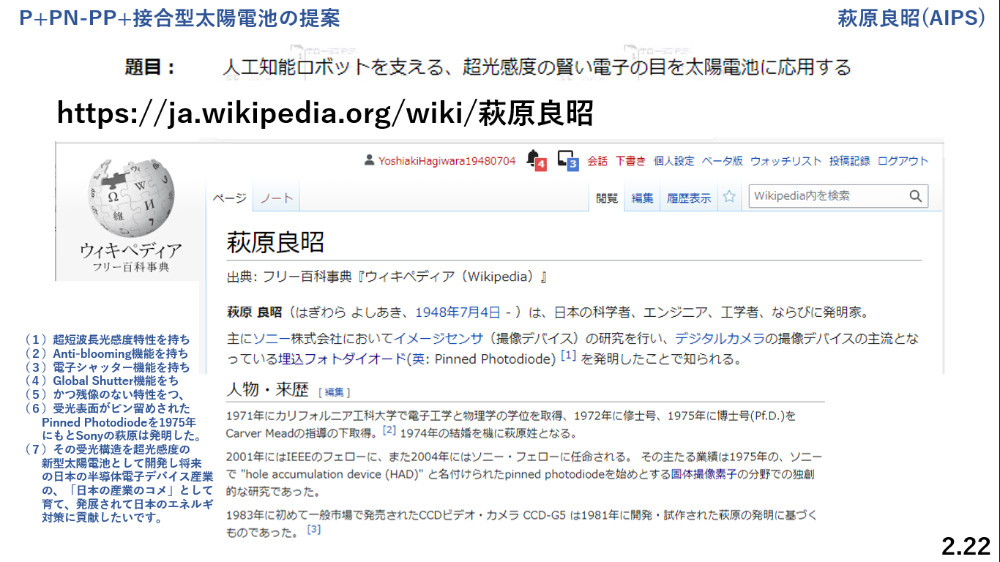 P+PN-PP+接合型太陽電池の提案
萩原良昭(AIPS)
題目： 人工知能ロボットを支える、超光感度の賢い電子の目を太陽電池に応用する
https://ja.wikipedia.org/wiki/萩原良昭
YoshiakiHagiwara19480704 4 3 会話 下書き 個人設定 ベータ版 ウォッチリスト 投稿記録 ログアウト
ページ ノート 閲覧 編集 履歴表示 Wikipedia内を検索
Ω W И 維
ウィキペディア
フリー百科事典
萩原良昭
出典: フリー百科事典『ウィキペディア（Wikipedia）』
萩原 良昭（はぎわら よしあき、1948年7月4日 - ）は、日本の科学者、エンジニア、工学者、ならびに発明家。
主にソニー株式会社においてイメージセンサ（撮像デバイス）の研究を行い、デジタルカメラの撮像デバイスの主流とな
っている埋込フォトダイオード(英: Pinned Photodiode) [1] を発明したことで知られる。
人物・来歴 [ 編集 ]
1971年にカリフォルニア工科大学で電子工学と物理学の学位を取得、1972年に修士号、1975年に博士号(Pf.D.)を
Carver Meadの指導の下取得。[2] 1974年の結婚を機に萩原姓となる。
2001年にはIEEEのフェローに、また2004年にはソニー・フェローに任命される。 その主たる業績は1975年の、ソニー
で "hole accumulation device (HAD)" と名付けられたpinned photodiodeを始めとする固体撮像素子の分野での独創
的な研究であった。
1983年に初めて一般市場で発売されたCCDビデオ・カメラ CCD-G5 は1981年に開発・試作された萩原の発明に基づく
ものであった。 [3]
（１）超短波長光感度特性を持ち
（２）Anti-blooming機能を持ち
（３）電子シャッター機能を持ち
（４）Global Shutter機能をち
（５）かつ残像のない特性をつ、
（６）受光表面がピン留めされた
Pinned Photodiodeを1975年
にもとSonyの萩原は発明した。
（７）その受光構造を超光感度の
新型太陽電池として開発し将来
の日本の半導体電子デバイス産業
の、「日本の産業のコメ」として
育て、発展されて日本のエネルギ
対策に貢献したいです。
2.22